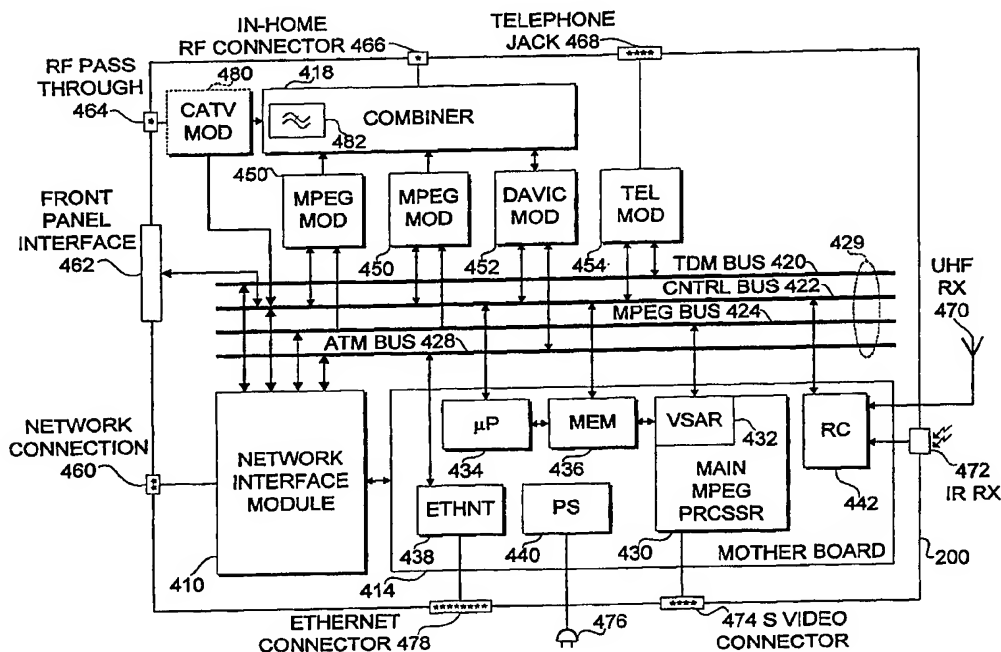 IN-HOME
RF CONNECTOR 466
TELEPHONE
JACK 468
RF PASS
THROUGH
464
480
CATV
MOD
418
COMBINER
482
450
MPEG
MOD
MPEG
MOD
450
DAVIC
MOD
452
TEL
MOD
454
FRONT
PANEL
INTERFACE
462
429
TDM BUS 420
CNTRL BUS 422
MPEG BUS 424
ATM BUS 428
UHF
RX
470
NETWORK
CONNECTION
460
NETWORK
INTERFACE
MODULE
410
µP
434
MEM
436
VSAR
432
MAIN
MPEG
PRCSSR
430
RC
442
472
IR RX
ETHNT
438
PS
440
MOTHER BOARD
414
200
ETHERNET
CONNECTOR 478
476
474 S VIDEO
CONNECTOR